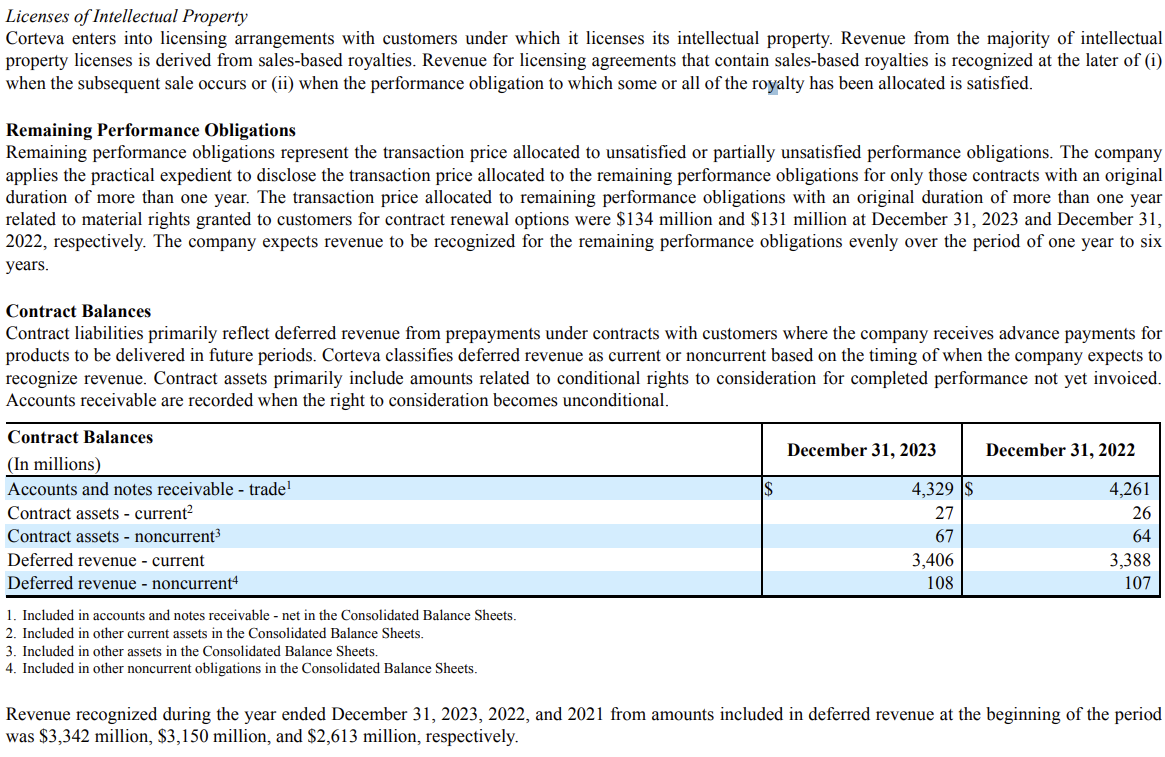 Licenses of Intellectual Property
Corteva enters into licensing arrangements with customers under which it licenses its intellectual property. Revenue from the majority of intellectual
property licenses is derived from sales-based royalties. Revenue for licensing agreements that contain sales-based royalties is recognized at the later of (i)
when the subsequent sale occurs or (ii) when the performance obligation to which some or all of the royalty has been allocated is satisfied.
Remaining Performance Obligations
Remaining performance obligations represent the transaction price allocated to unsatisfied or partially unsatisfied performance obligations. The company
applies the practical expedient to disclose the transaction price allocated to the remaining performance obligations for only those contracts with an original
duration of more than one year. The transaction price allocated to remaining performance obligations with an original duration of more than one year
related to material rights granted to customers for contract renewal options were $134 million and $131 million at December 31, 2023 and December 31,
2022, respectively. The company expects revenue to be recognized for the remaining performance obligations evenly over the period of one year to six
years.
Contract Balances
Contract liabilities primarily reflect deferred revenue from prepayments under contracts with customers where the company receives advance payments for
products to be delivered in future periods. Corteva classifies deferred revenue as current or noncurrent based on the timing of when the company expects to
recognize revenue. Contract assets primarily include amounts related to conditional rights to consideration for completed performance not yet invoiced.
Accounts receivable are recorded when the right to consideration becomes unconditional.
Contract Balances
(In millions) December 31, 2023 December 31, 2022
Accounts and notes receivable - trade¹ $ 4,329 $ 4,261
Contract assets - current² 27 26
Contract assets - noncurrent³ 67 64
Deferred revenue - current 3,406 3,388
Deferred revenue - noncurrent⁴ 108 107
1. Included in accounts and notes receivable - net in the Consolidated Balance Sheets.
2. Included in other current assets in the Consolidated Balance Sheets.
3. Included in other assets in the Consolidated Balance Sheets.
4. Included in other noncurrent obligations in the Consolidated Balance Sheets.
Revenue recognized during the year ended December 31, 2023, 2022, and 2021 from amounts included in deferred revenue at the beginning of the period
was $3,342 million, $3,150 million, and $2,613 million, respectively.